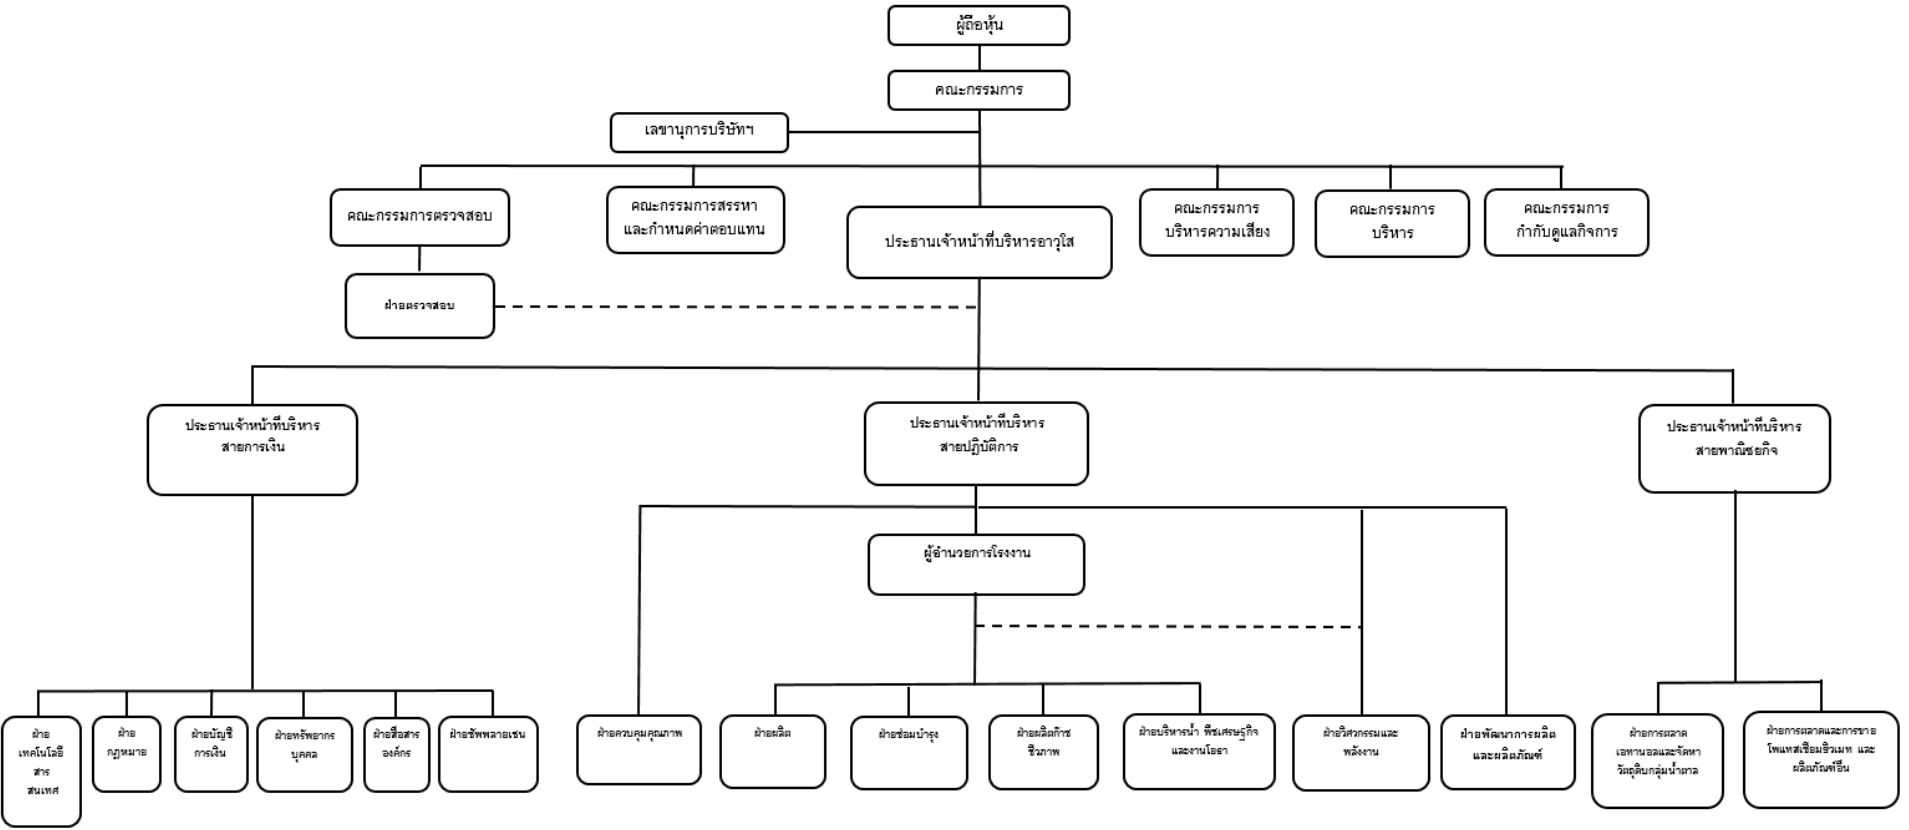 ผู้ถือหุ้น
คณะกรรมการ
เลขานุการบริษัทฯ
คณะกรรมการตรวจสอบ
คณะกรรมการสรรหา
และกำหนดค่าตอบแทน
ประธานเจ้าหน้าที่บริหารอาวุโส
คณะกรรมการ
บริหารความเสี่ยง
คณะกรรมการ
บริหาร
คณะกรรมการ
กำกับดูแลกิจการ
ฝ่ายตรวจสอบ
ประธานเจ้าหน้าที่บริหาร
สายการเงิน
ประธานเจ้าหน้าที่บริหาร
สายปฏิบัติการ
ประธานเจ้าหน้าที่บริหาร
สายพาณิชยกิจ
ผู้อำนวยการโรงงาน
ฝ่าย
เทคโนโลยี
สาร
สนเทศ
ฝ่าย
กฎหมาย
ฝ่ายบัญชี
การเงิน
ฝ่ายทรัพยากร
บุคคล
ฝ่ายสื่อสาร
องค์กร
ฝ่ายซัพพลายเชน
ฝ่ายควบคุมคุณภาพ
ฝ่ายผลิต
ฝ่ายซ่อมบำรุง
ฝ่ายผลิตก๊าซ
ชีวภาพ
ฝ่ายบริหารน้ำ พืชเศรษฐกิจ
และงานโยธา
ฝ่ายวิศวกรรมและ
พลังงาน
ฝ่ายพัฒนาการผลิต
และผลิตภัณฑ์
ฝ่ายการตลาด
เอทานอลและจัดหา
วัตถุดิบกลุ่มน้ำตาล
ฝ่ายการตลาดและการขาย
โพแทสเซียมฮิวเมท และ
ผลิตภัณฑ์อื่น